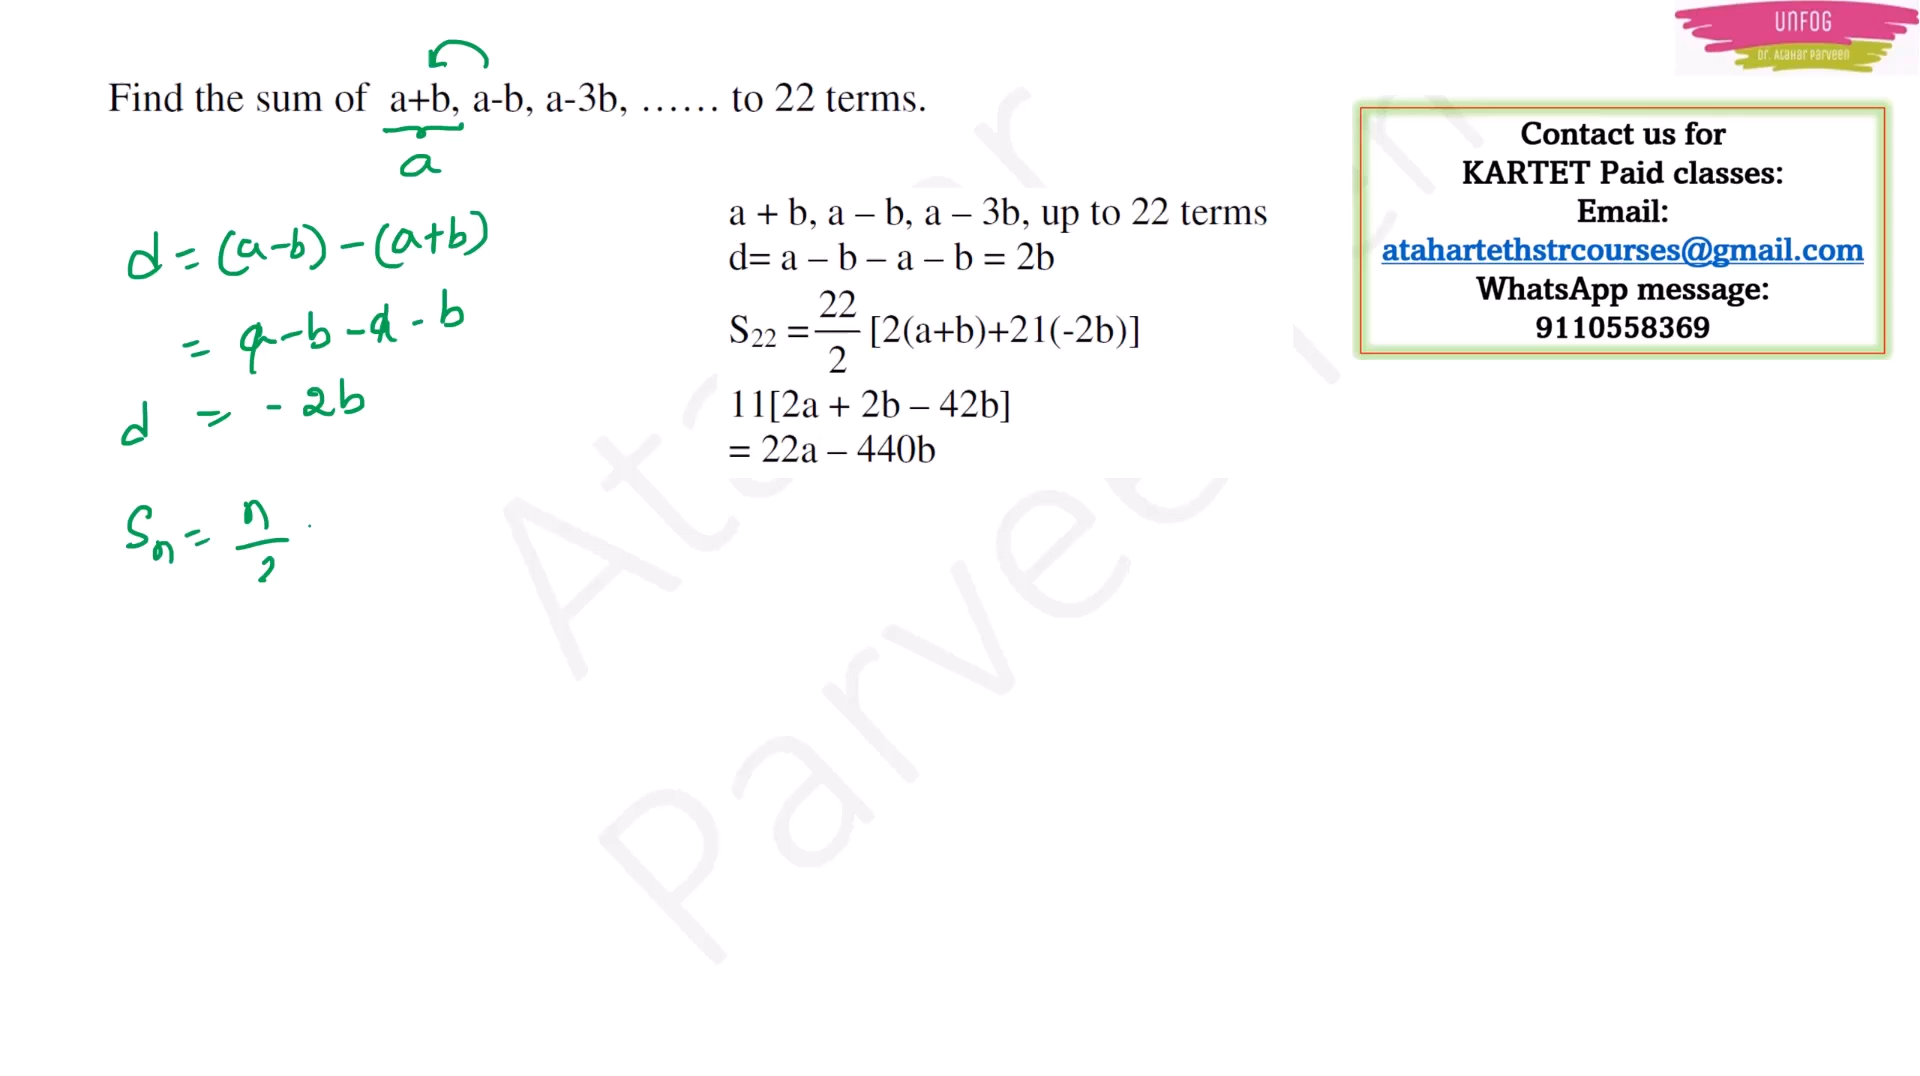 UNFOG
Dr. Atahar Parveen
Find the sum of a+b, a-b, a-3b, …… to 22 terms.
a
d = (a-b) - (a+b)
= a - b - a - b
d = - 2b
Sn = n/2
a + b, a – b, a – 3b, up to 22 terms
d= a – b – a – b = 2b
S22 = 22/2 [2(a+b)+21(-2b)]
11[2a + 2b – 42b]
= 22a – 440b
Contact us for
KARTET Paid classes:
Email:
atahartethstrcourses@gmail.com
WhatsApp message:
9110558369
Atahar
Parveen